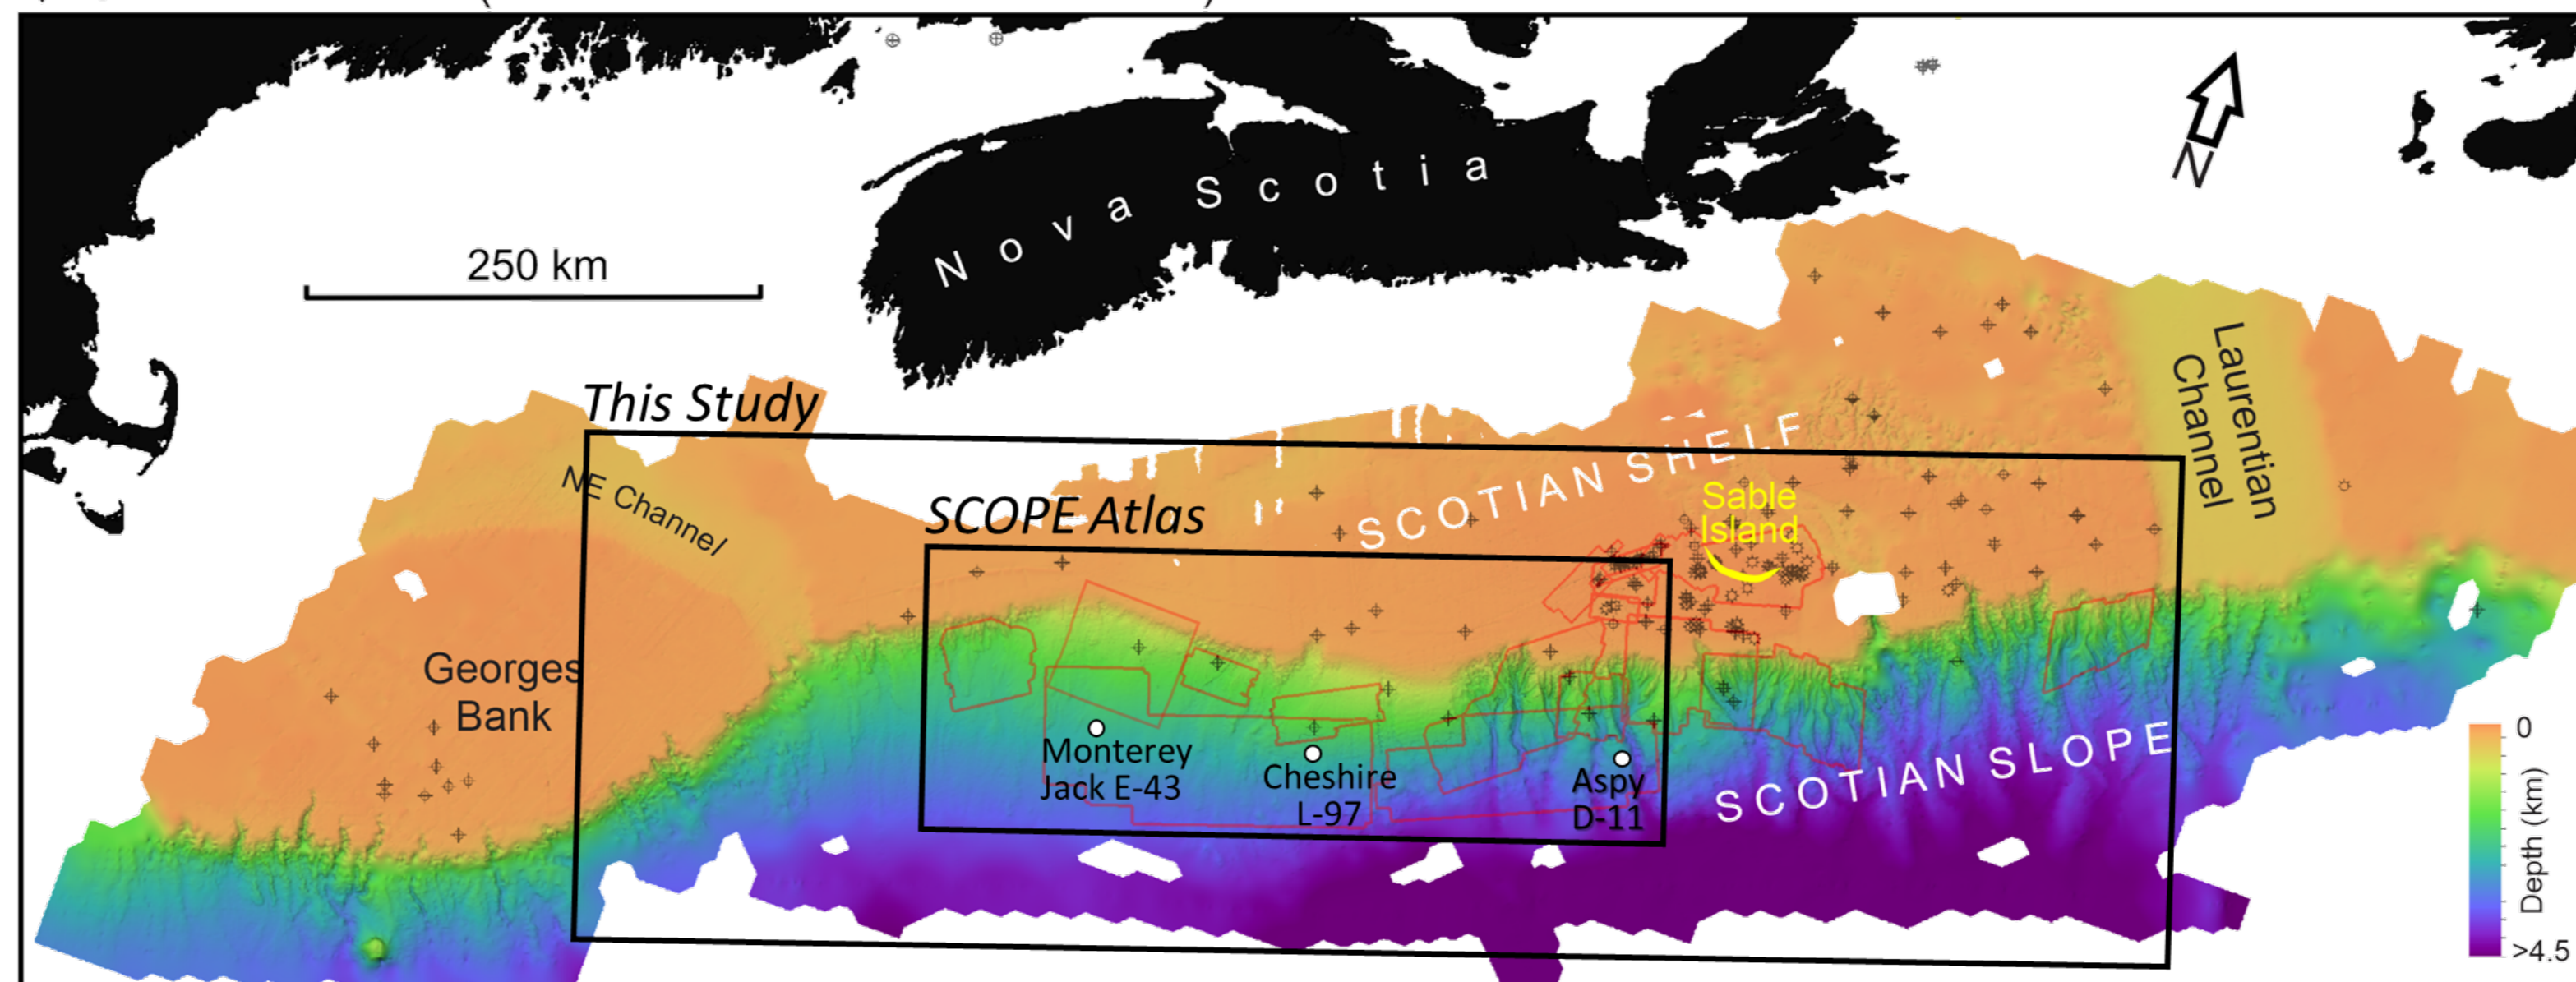 N
Nova Scotia
250 km
This Study
NE Channel
SCOPE Atlas
SCOTIAN SHELF
Sable
Island
Laurentian
Channel
Georges
Bank
Monterey
Jack E-43
Cheshire
L-97
Aspy
D-11
SCOTIAN SLOPE
0
Depth (km)
>4.5